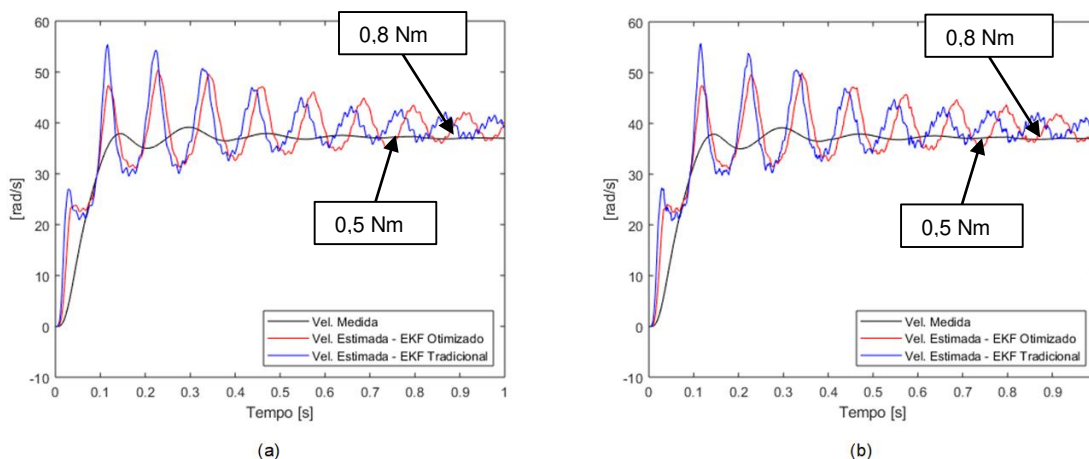 60
50
40
30
20
10
0
-10
[rad/s]
0,8 Nm
0,5 Nm
Vel. Medida
Vel. Estimada - EKF Otimizado
Vel. Estimada - EKF Tradicional
0 0.1 0.2 0.3 0.4 0.5 0.6 0.7 0.8 0.9 1
Tempo [s]
(a)
60
50
40
30
20
10
0
-10
[rad/s]
0,8 Nm
0,5 Nm
Vel. Medida
Vel. Estimada - EKF Otimizado
Vel. Estimada - EKF Tradicional
0 0.1 0.2 0.3 0.4 0.5 0.6 0.7 0.8 0.9
Tempo [s]
(b)